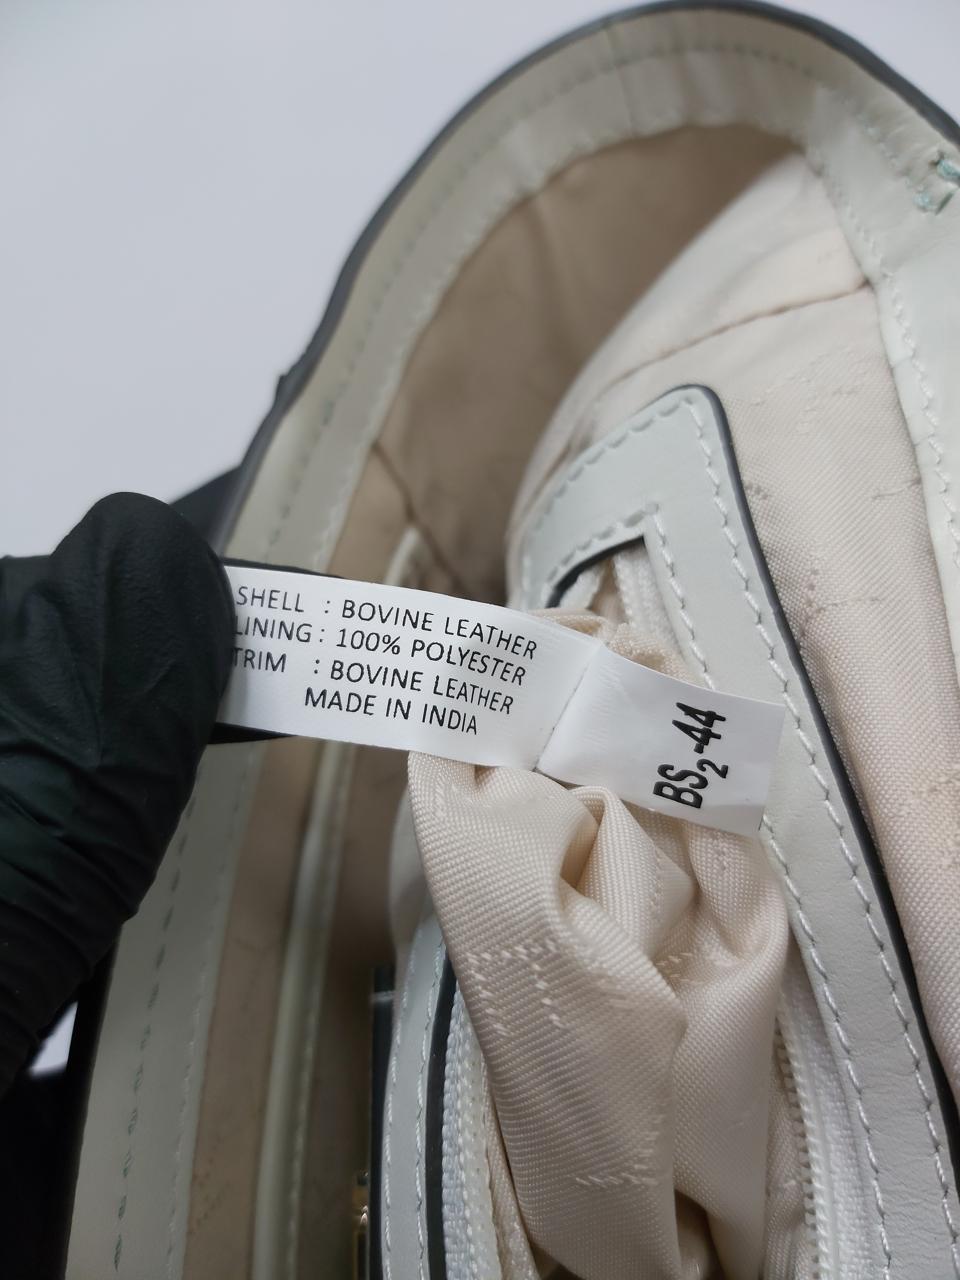 SHELL : BOVINE LEATHER
LINING : 100% POLYESTER
TRIM : BOVINE LEATHER
MADE IN INDIA
BS2-44